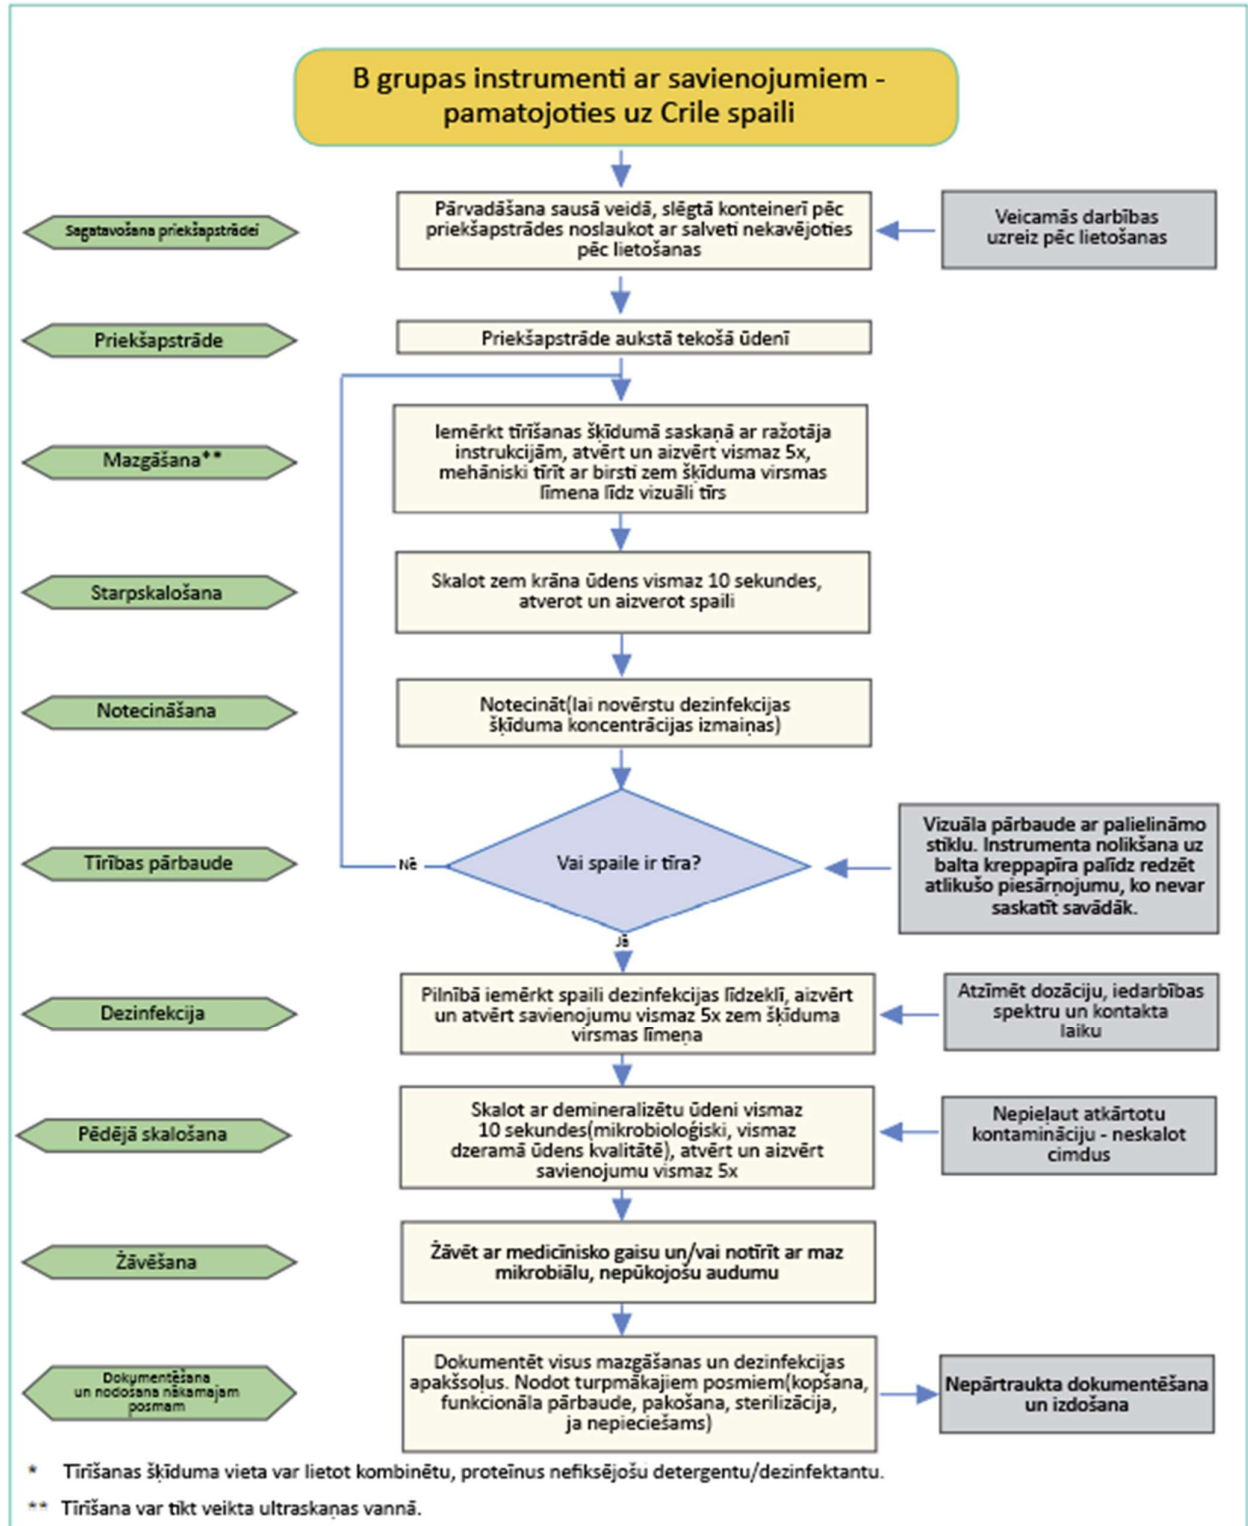 B grupas instrumenti ar savienojumiem -
pamatojoties uz Crile spaili
Sagatavošana priekšapstrādei
Pārvadāšana sausā veidā, slēgtā konteinerī pēc
priekšapstrādes noslaukot ar salveti nekavējoties
pēc lietošanas
Veicamās darbības
uzreiz pēc lietošanas
Priekšapstrāde
Priekšapstrāde aukstā tekošā ūdenī
Mazgāšana**
Iemērkt tīrīšanas šķīdumā saskaņā ar ražotāja
instrukcijām, atvērt un aizvērt vismaz 5x,
mehāniski tīrīt ar birsti zem šķīduma virsmas
līmeņa līdz vizuāli tīrs
Starpskalošana
Skalot zem krāna ūdens vismaz 10 sekundes,
atverot un aizverot spaili
Notecināšana
Notecināt(lai novērstu dezinfekcijas
šķīduma koncentrācijas izmaiņas)
Tīrības pārbaude
Nē
Vai spaile ir tīra?
Vizuāla pārbaude ar palielināmo
stiklu. Instrumenta nolikšana uz
balta kreppapīra palīdz redzēt
atlikušo piesārņojumu, ko nevar
saskatīt savādāk.
Jā
Dezinfekcija
Pilnībā iemērkt spaili dezinfekcijas līdzeklī, aizvērt
un atvērt savienojumu vismaz 5x zem šķīduma
virsmas līmeņa
Atzīmēt dozāciju, iedarbības
spektru un kontakta
laiku
Pēdējā skalošana
Skalot ar demineralizētu ūdeni vismaz
10 sekundes(mikrobioloģiski, vismaz
dzeramā ūdens kvalitātē), atvērt un aizvērt
savienojumu vismaz 5x
Nepieļaut atkārtotu
kontamināciju - neskalot
cimdus
Žāvēšana
Žāvēt ar medicīnisko gaisu un/vai notīrīt ar maz
mikrobiālu, nepūkojošu audumu
Dokumentēšana
un nodošana nākamajam
posmam
Dokumentēt visus mazgāšanas un dezinfekcijas
apakšsoļus. Nodot turpmākajiem posmiem(kopšana,
funkcionāla pārbaude, pakošana, sterilizācija,
ja nepieciešams)
Nepārtraukta dokumentēšana
un izdošana
* Tīrīšanas šķīduma vieta var lietot kombinētu, proteīnus nefiksējošu detergentu/dezinfektantu.
** Tīrīšana var tikt veikta ultraskaņas vannā.